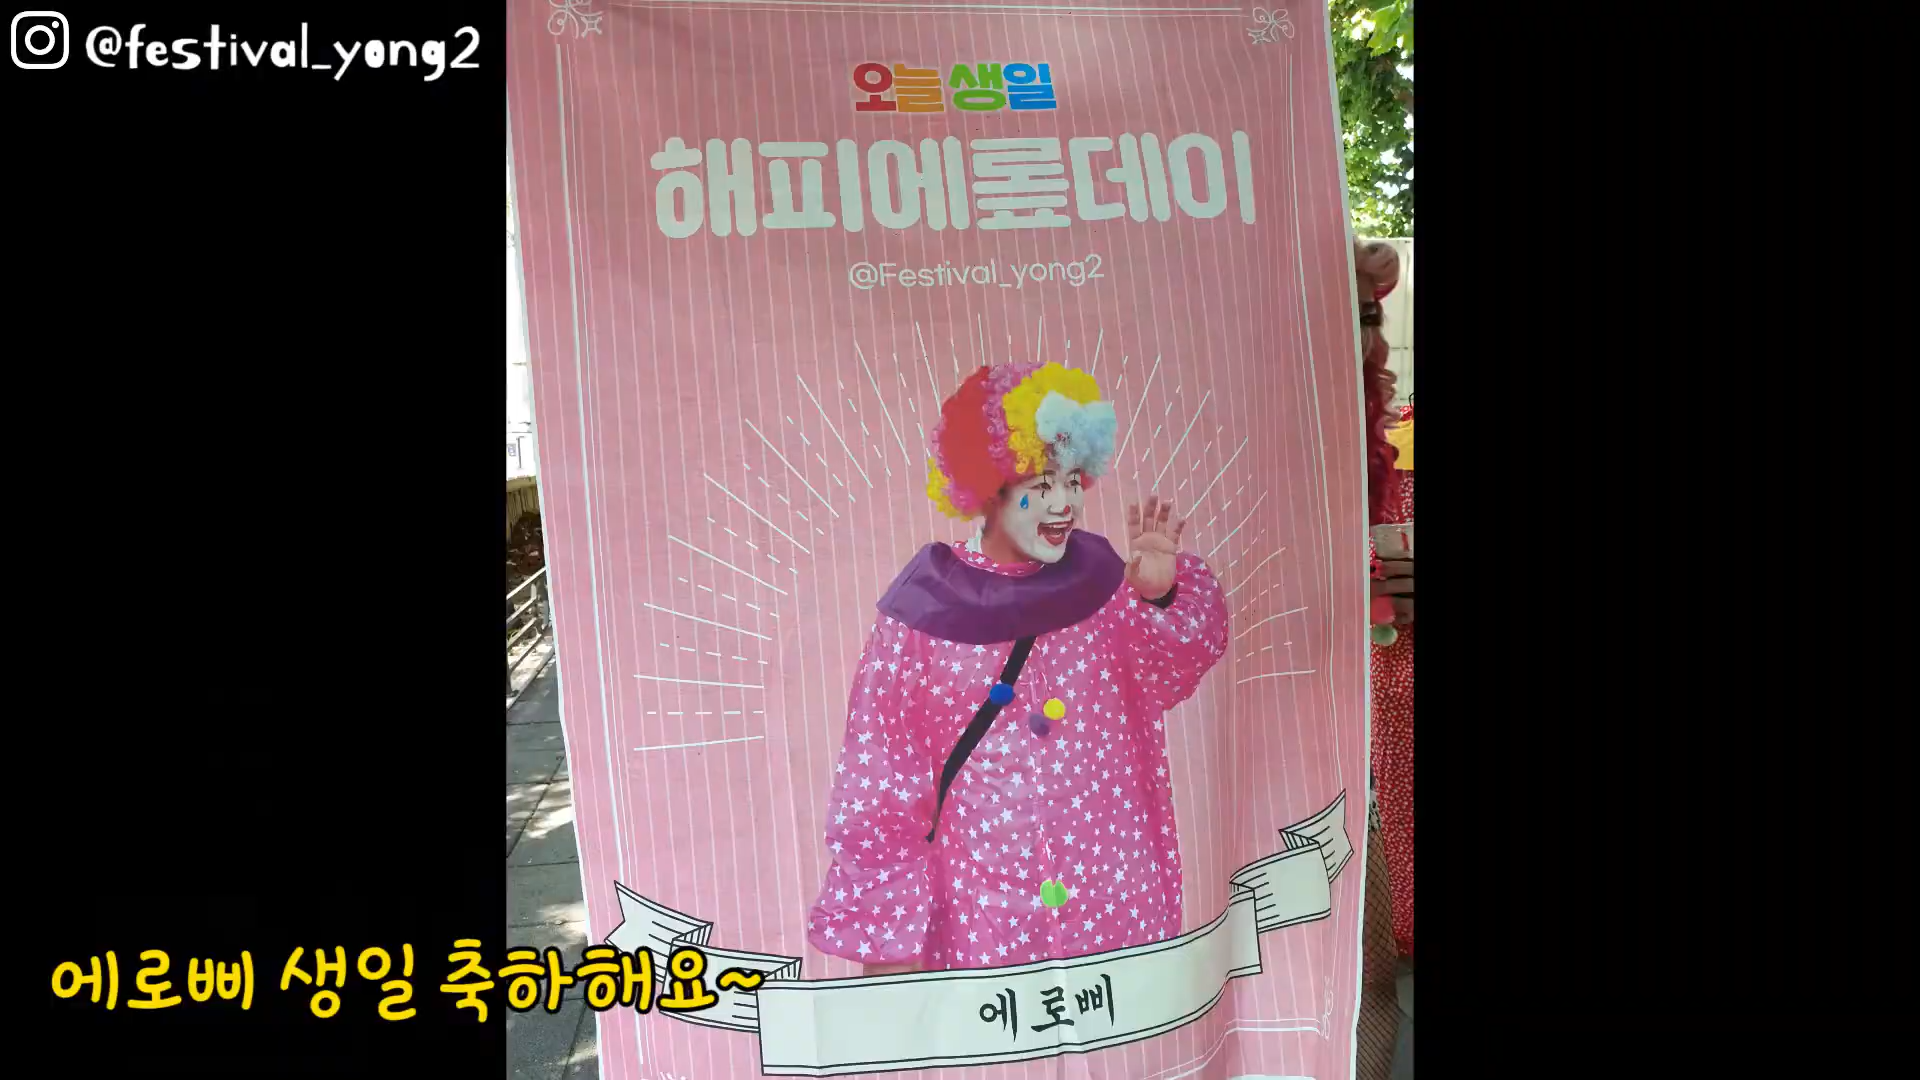 @festival_yong2
오늘 생일
해피에롶데이
@Festival_yong2
에로삐 생일 축하해요~
에로삐